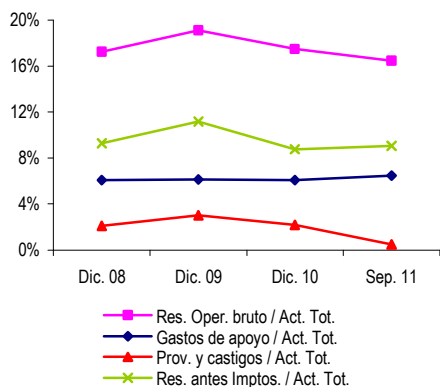 20%
16%
12%
8%
4%
0%
Dic. 08 Dic. 09 Dic. 10 Sep. 11
Res. Oper. bruto / Act. Tot.
Gastos de apoyo / Act. Tot.
Prov. y castigos / Act. Tot.
Res. antes Imptos. / Act. Tot.